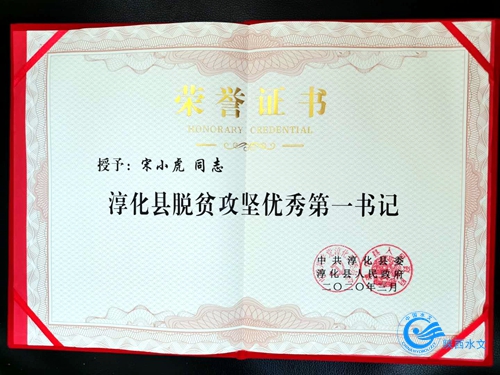 荣誉证书
HONORARY CREDENTIAL
授予：宋小虎 同志
淳化县脱贫攻坚优秀第一书记
中共淳化县委
淳化县人民政府
二〇二〇年二月
陕西水文